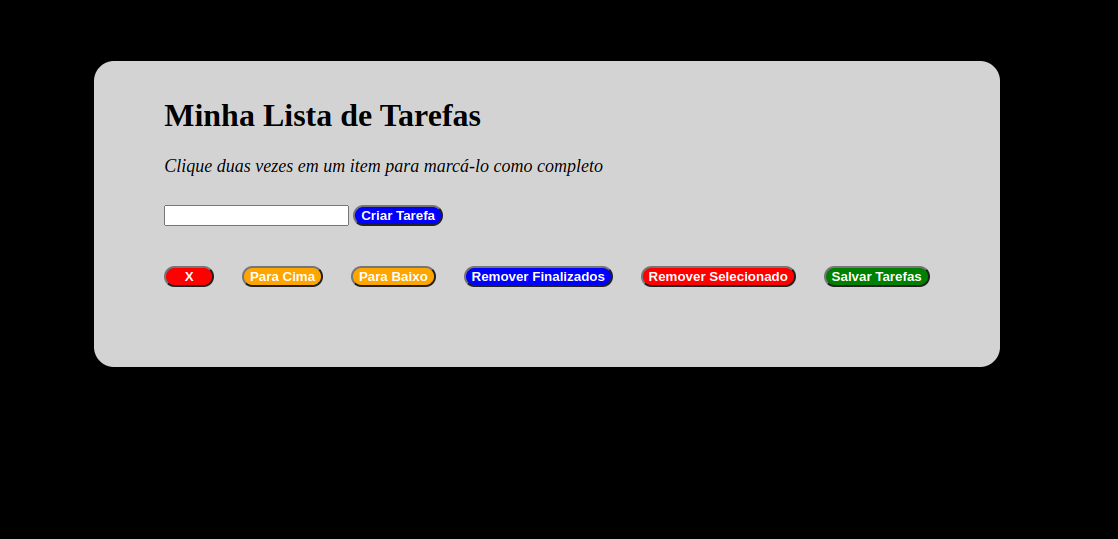 Minha Lista de Tarefas
Clique duas vezes em um item para marcá-lo como completo
Criar Tarefa
X Para Cima Para Baixo Remover Finalizados Remover Selecionado Salvar Tarefas